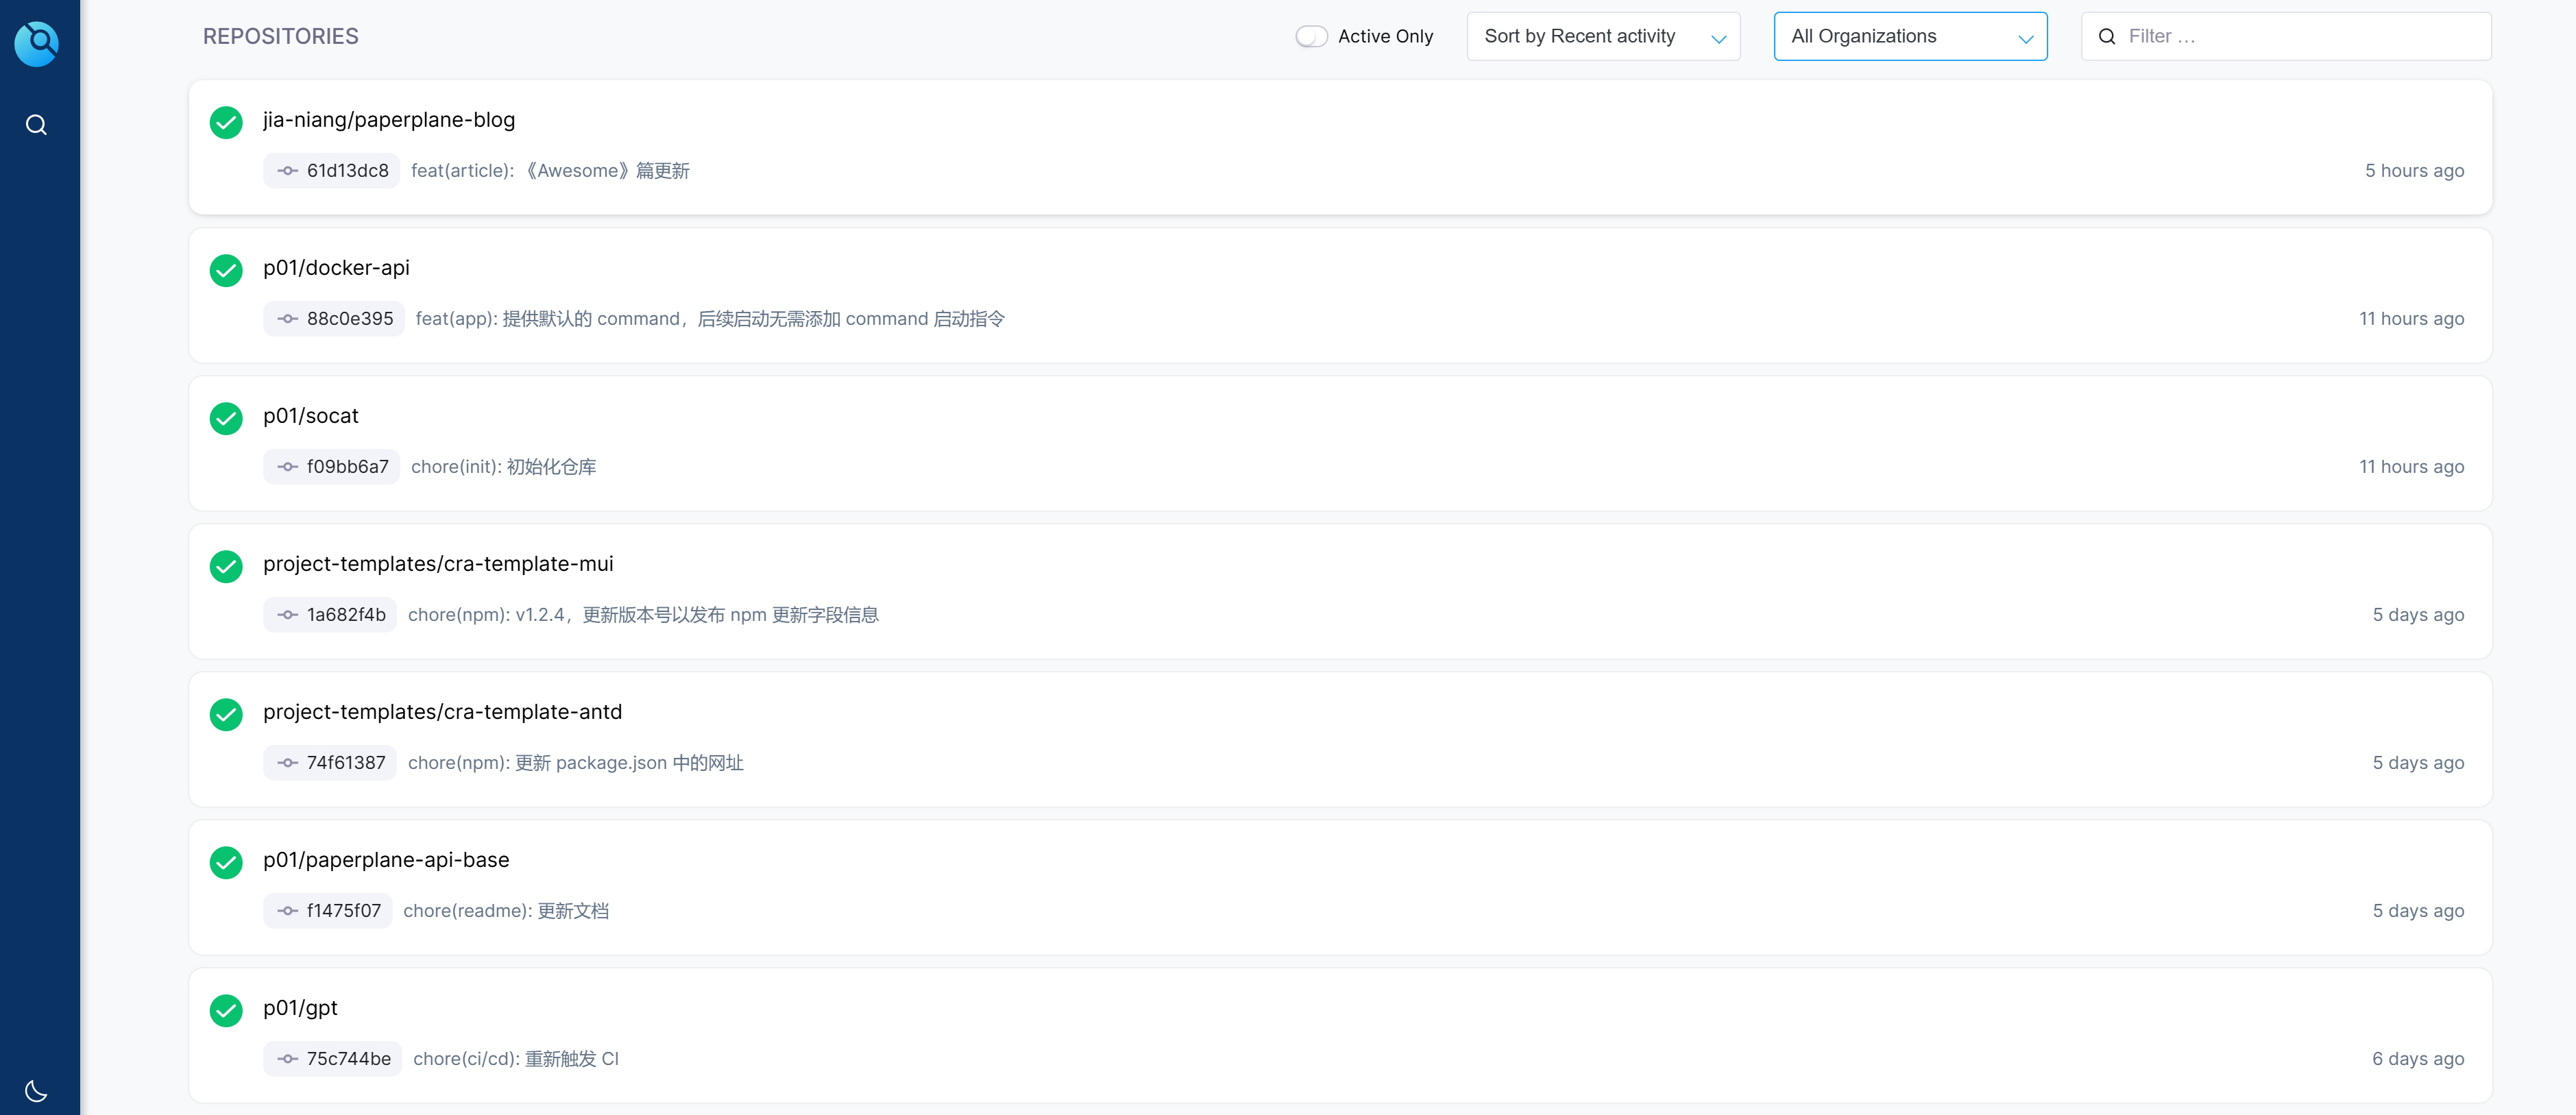 REPOSITORIES
Active Only
Sort by Recent activity
All Organizations
Filter …
jia-niang/paperplane-blog
61d13dc8 feat(article): 《Awesome》篇更新
5 hours ago
p01/docker-api
88c0e395 feat(app): 提供默认的 command，后续启动无需添加 command 启动指令
11 hours ago
p01/socat
f09bb6a7 chore(init): 初始化仓库
11 hours ago
project-templates/cra-template-mui
1a682f4b chore(npm): v1.2.4，更新版本号以发布 npm 更新字段信息
5 days ago
project-templates/cra-template-antd
74f61387 chore(npm): 更新 package.json 中的网址
5 days ago
p01/paperplane-api-base
f1475f07 chore(readme): 更新文档
5 days ago
p01/gpt
75c744be chore(ci/cd): 重新触发 CI
6 days ago